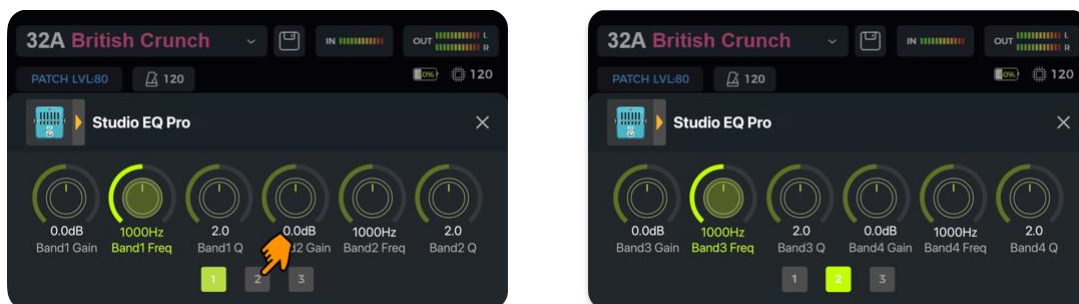 32A British Crunch
IN
OUT
L
R
PATCH LVL:80
120
120
Studio EQ Pro
0.0dB 1000Hz 2.0 0.0dB 1000Hz 2.0
Band1 Gain Band1 Freq Band1 Q Gain Band2 Freq Band2 Q
1 2 3
32A British Crunch
IN
OUT
L
R
PATCH LVL:80
120
120
Studio EQ Pro
0.0dB 1000Hz 2.0 0.0dB 1000Hz 2.0
Band3 Gain Band3 Freq Band3 Q Band4 Gain Band4 Freq Band4 Q
1 2 3